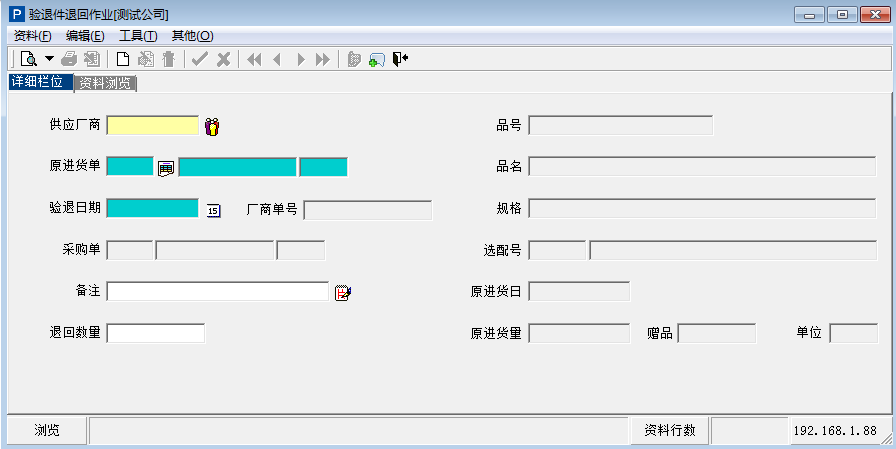 P 验退件退回作业[测试公司]
资料(F) 编辑(E) 工具(T) 其他(O)
详细栏位 资料浏览
供应厂商 品号
原进货单 品名
验退日期 15 厂商单号 规格
采购单 选配号
备注 原进货日
退回数量 原进货量 赠品 单位
浏览 资料行数 192.168.1.88